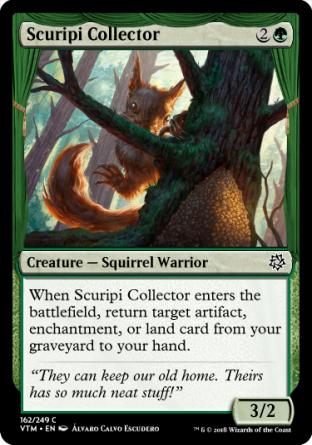 Scuripi Collector 2
Creature — Squirrel Warrior
When Scuripi Collector enters the
battlefield, return target artifact,
enchantment, or land card from your
graveyard to your hand.
“They can keep our old home. Theirs
has so much neat stuff!”
3/2
162/249 C
VTM • EN Álvaro Calvo Escudero
™ & © 2018 Wizards of the Coast